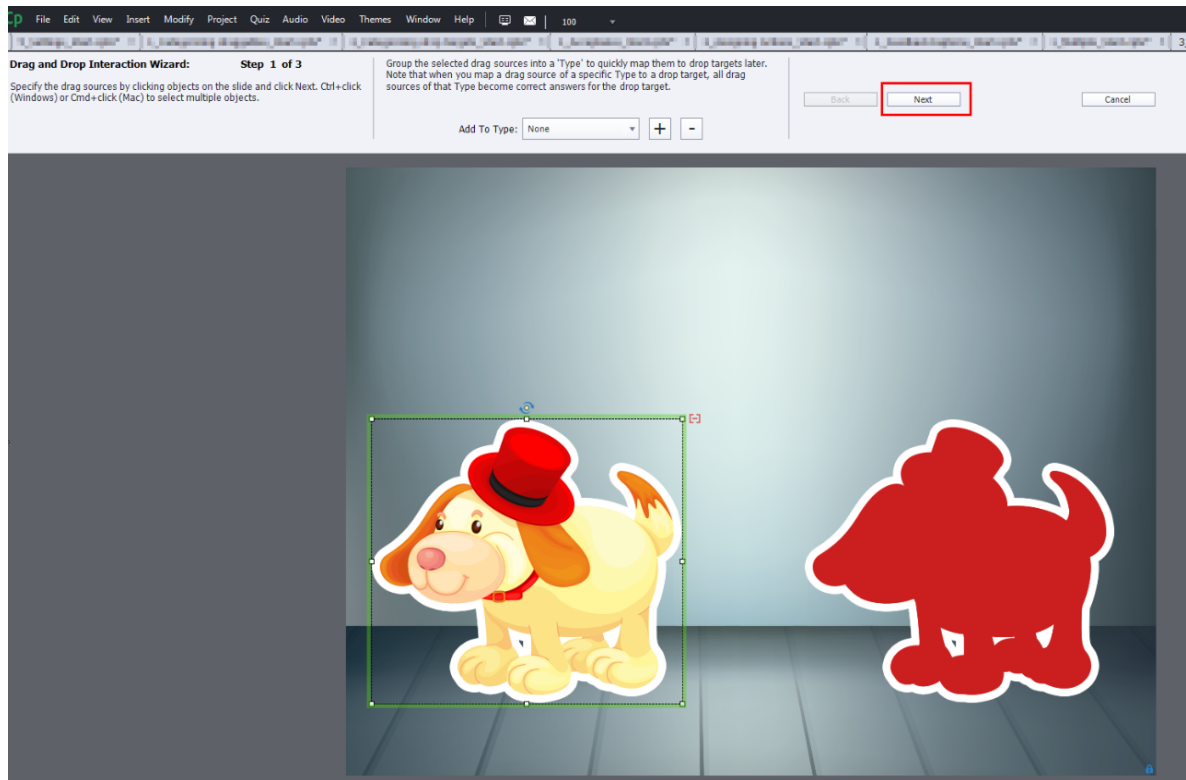 Cp File Edit View Insert Modify Project Quiz Audio Video Themes Window Help 100
Drag and Drop Interaction Wizard: Step 1 of 3
Specify the drag sources by clicking objects on the slide and click Next. Ctrl+click
(Windows) or Cmd+click (Mac) to select multiple objects.
Group the selected drag sources into a 'Type' to quickly map them to drop targets later.
Note that when you map a drag source of a specific Type to a drop target, all drag
sources of that Type become correct answers for the drop target.
Add To Type: None + -
Back Next Cancel